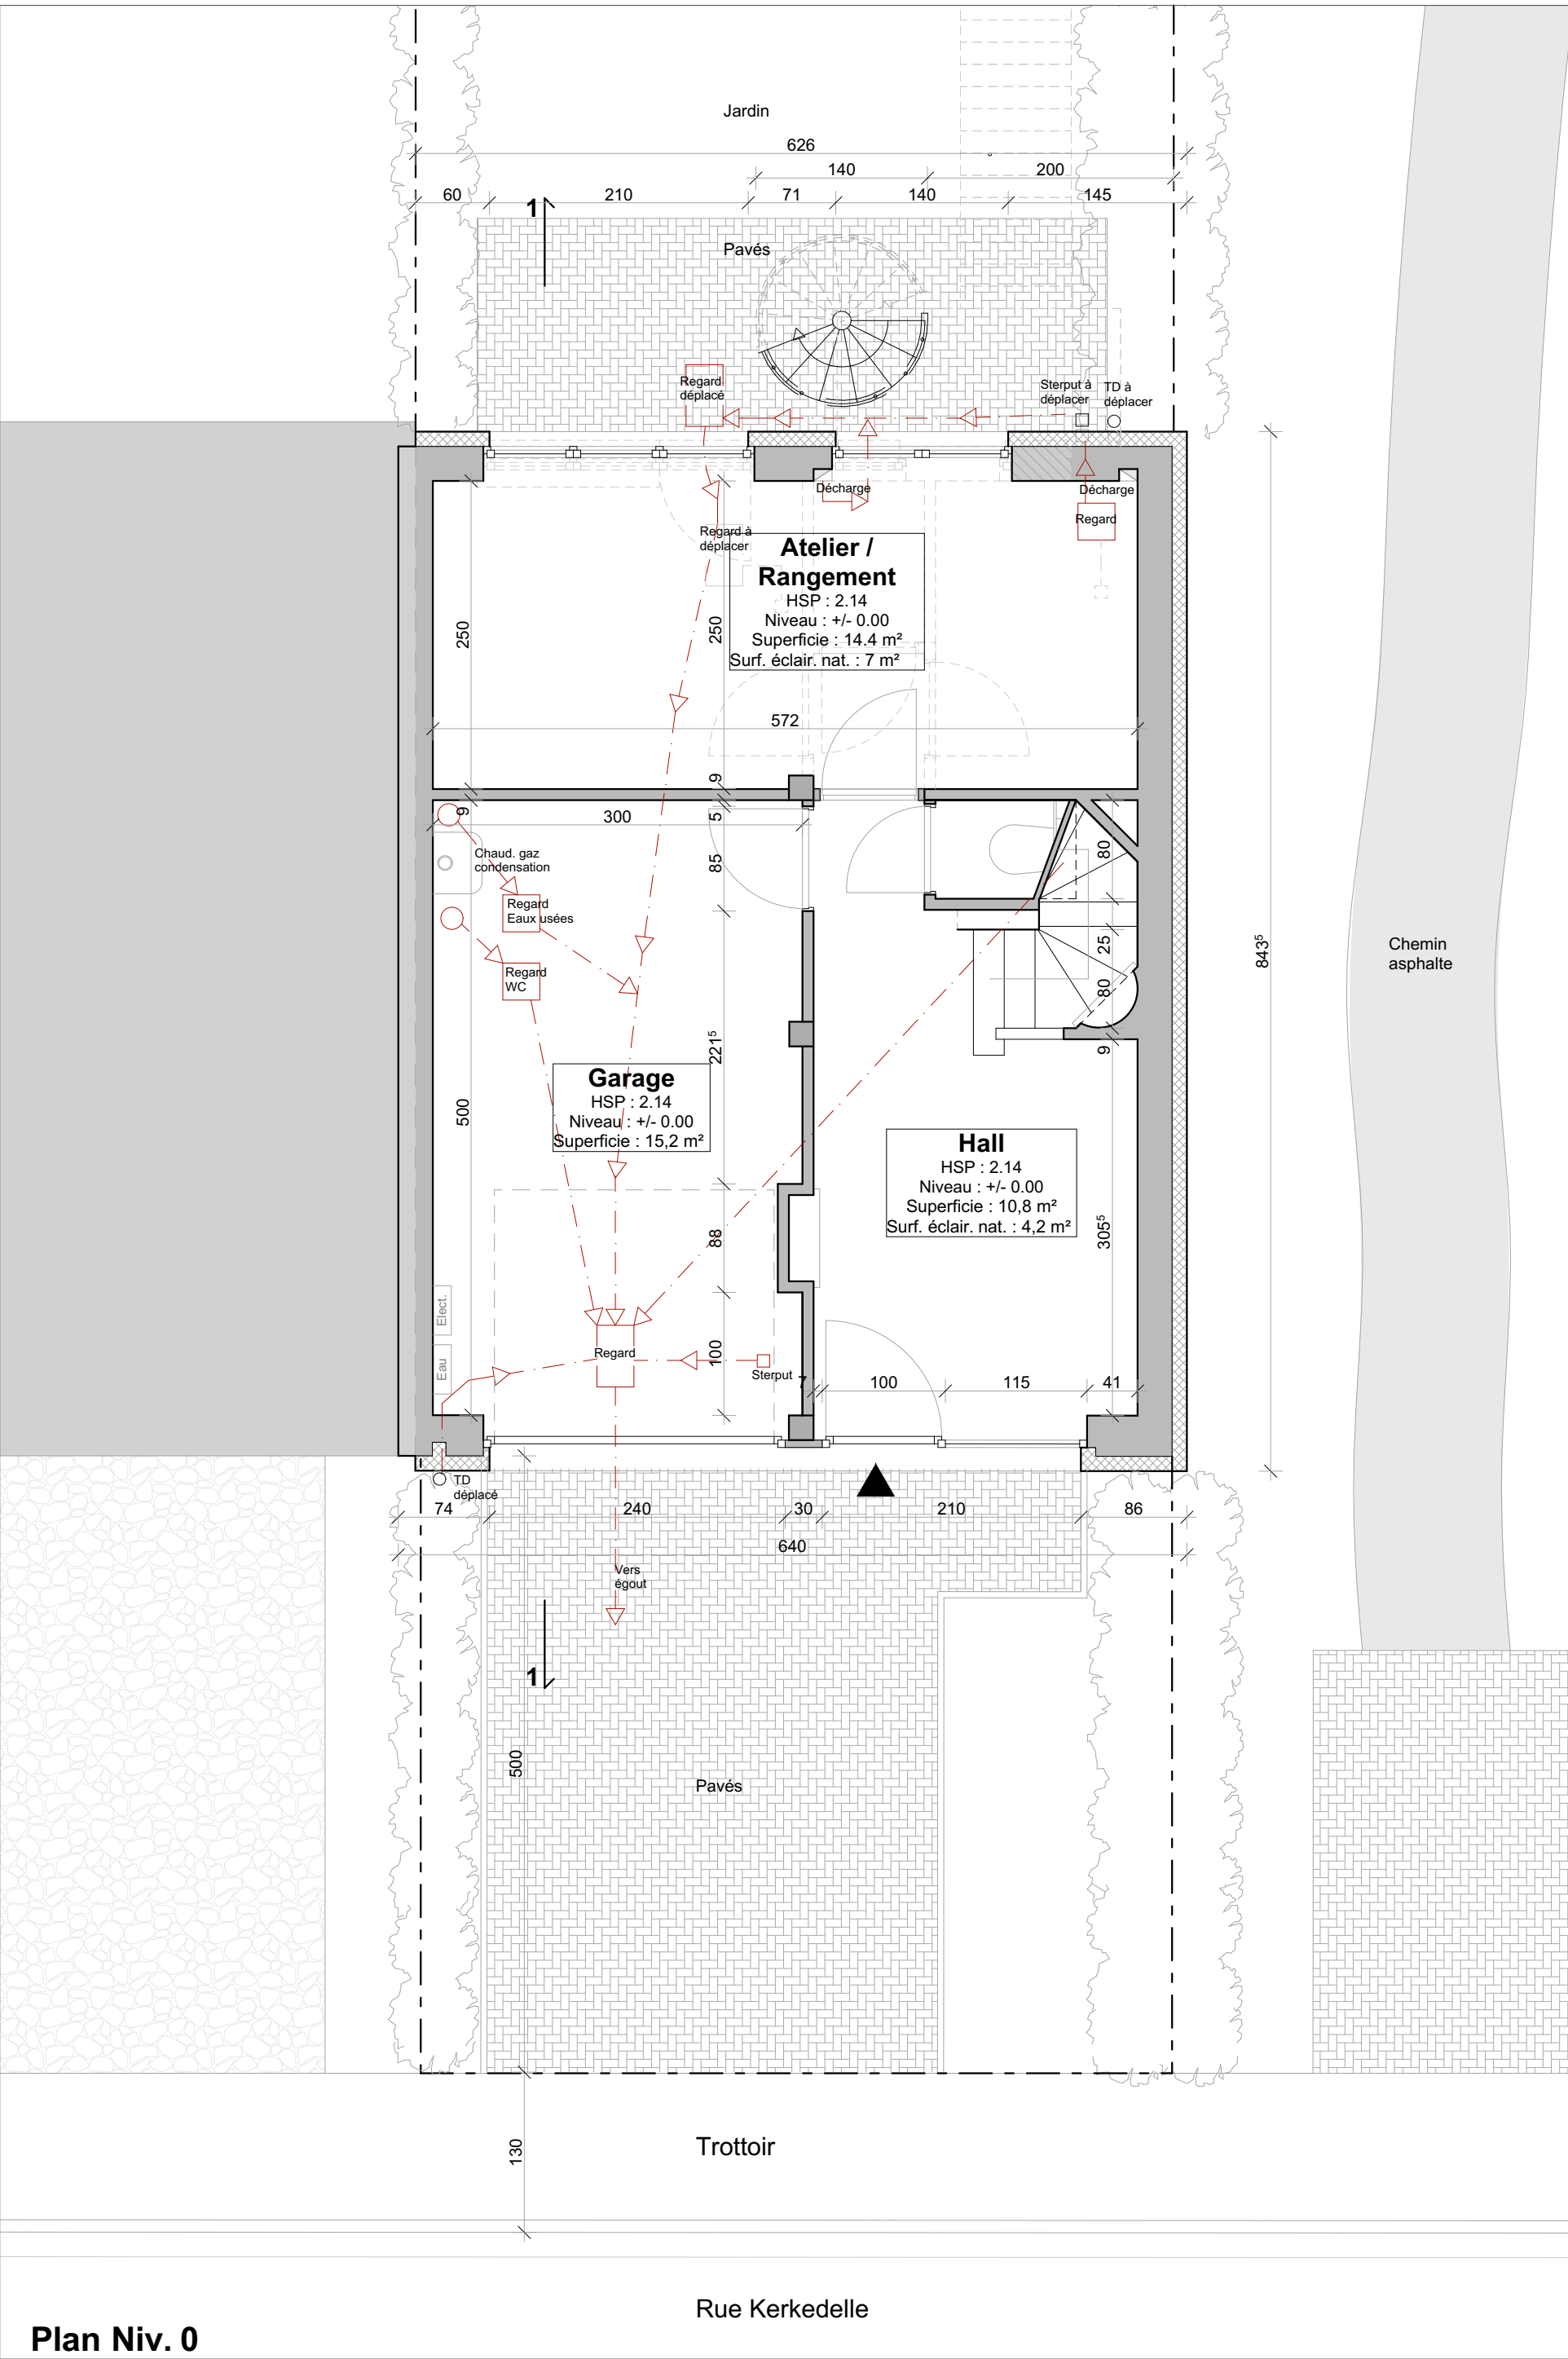 Jardin
626
140
200
60
210
71
140
145
1
Pavés
Regard
déplacé
Sterput à
déplacer
TD à
déplacer
Décharge
Décharge
Regard
Regard à
déplacer
Atelier /
Rangement
HSP : 2.14
Niveau : +/- 0.00
Superficie : 14.4 m²
Surf. éclair. nat. : 7 m²
250
250
572
9
9
5
300
85
80
Chaud. gaz
condensation
Regard
Eaux usées
Regard
WC
25
80
9
843⁵
Chemin
asphalte
221⁵
500
Garage
HSP : 2.14
Niveau : +/- 0.00
Superficie : 15,2 m²
Hall
HSP : 2.14
Niveau : +/- 0.00
Superficie : 10,8 m²
Surf. éclair. nat. : 4,2 m²
305⁵
88
Elect.
Eau
Regard
100
Sterput
7
100
115
41
TD
déplacé
74
240
30
210
86
640
Vers
égout
1
500
Pavés
130
Trottoir
Rue Kerkedelle
Plan Niv. 0